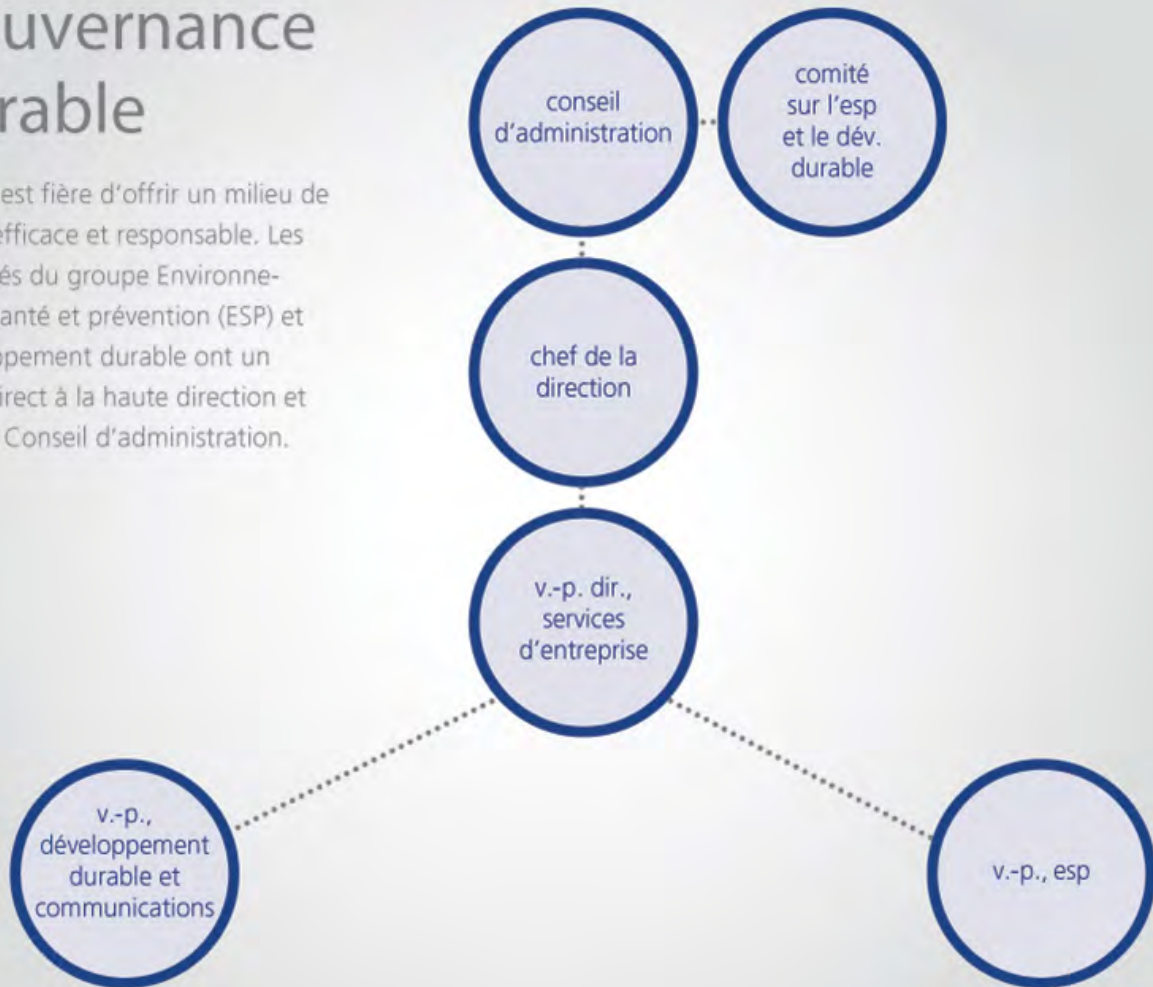 uvernance
rable
est fière d'offrir un milieu de
efficace et responsable. Les
és du groupe Environne-
anté et prévention (ESP) et
ppement durable ont un
irect à la haute direction et
Conseil d'administration.
conseil
d'administration
comité
sur l'esp
et le dév.
durable
chef de la
direction
v.-p. dir.,
services
d'entreprise
v.-p.,
développement
durable et
communications
v.-p., esp